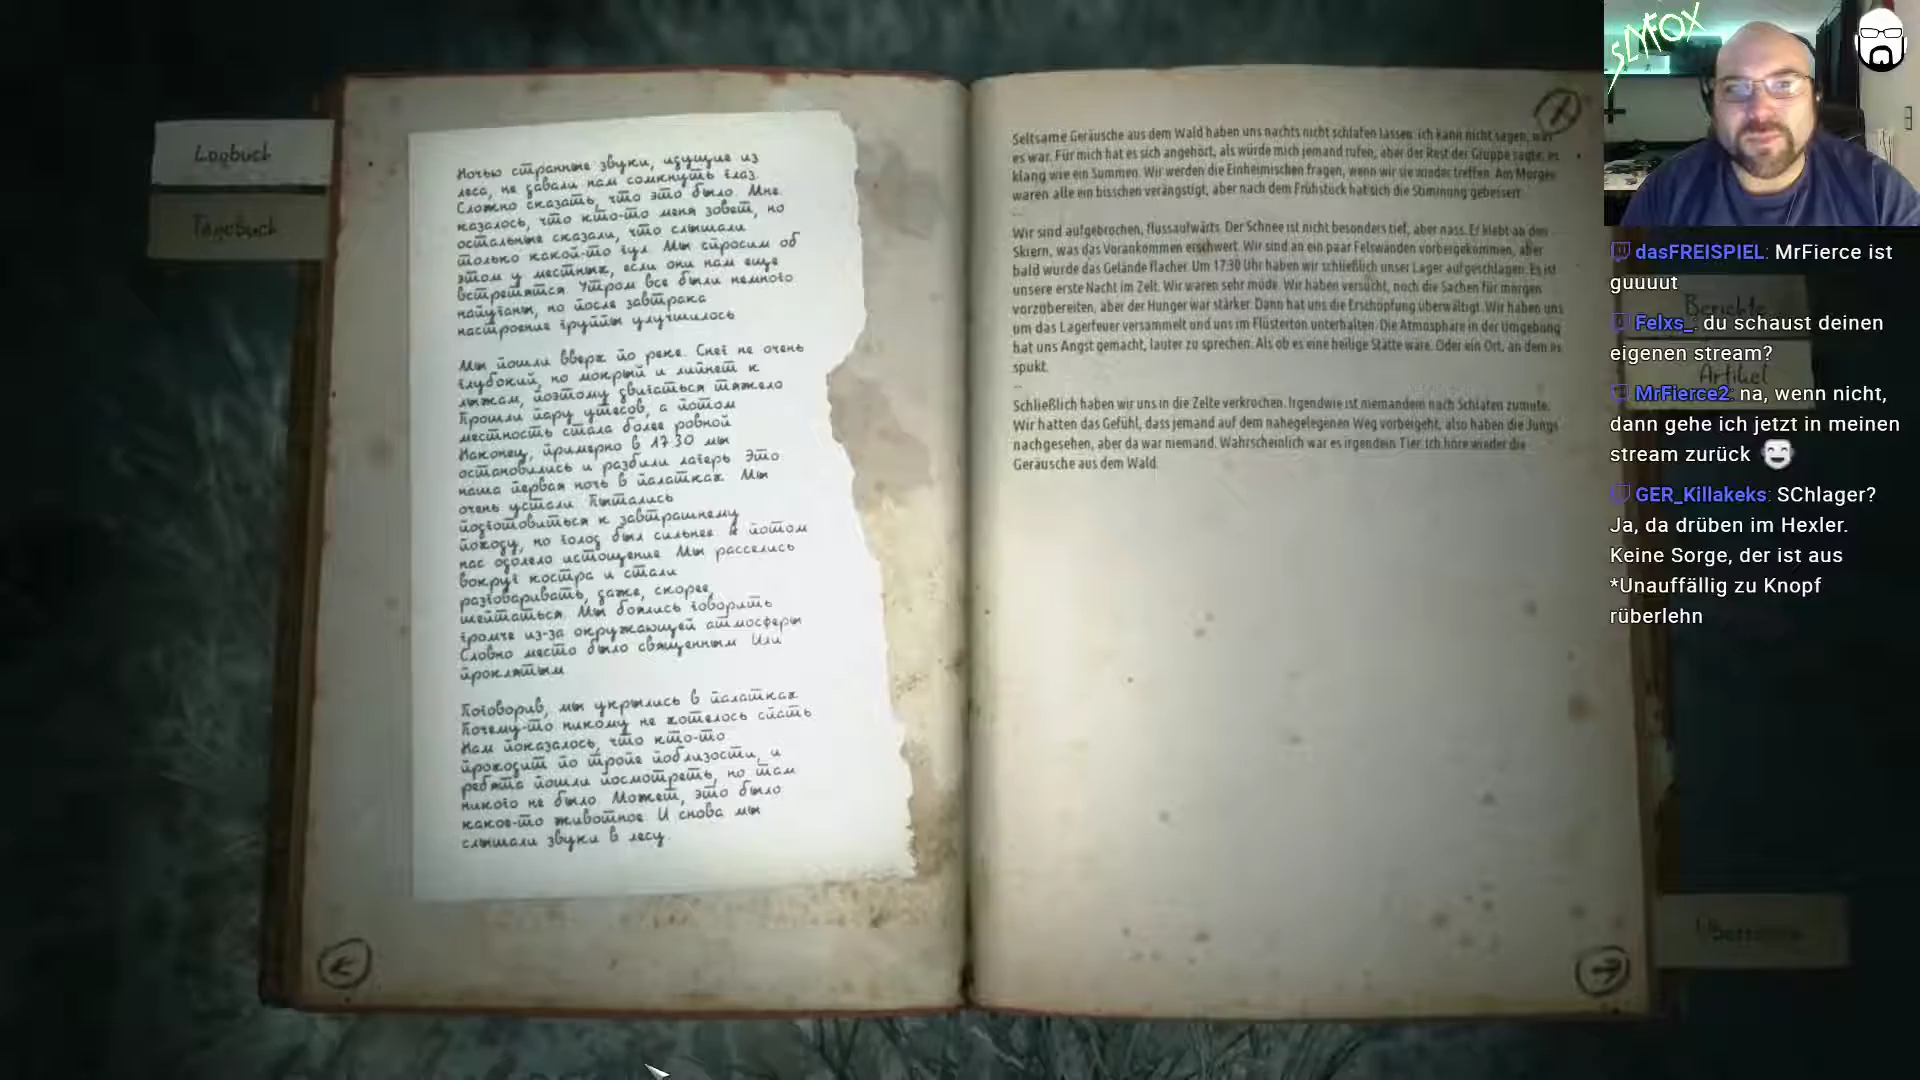 SLYFOX
Logbuch
Tagebuch
Ночью странные звуки, идущие из
леса, не давали нам сомкнуть глаз.
Сложно сказать, что это было. Мне
казалось, что кто-то меня зовет, но
остальные сказали, что слышали
только какой-то гул. Мы спросим об
этом у местных, если они нам еще
встретятся. Утром все были немного
напуганы, но после завтрака
настроение группы улучшилось
Мы пошли вверх по реке. Снег не очень
глубокий, но мокрый и липнет к
лыжам, поэтому двигаться тяжело
Прошли пару утесов, а потом
местность стала более ровной
Наконец, примерно в 17.30 мы
остановились и разбили лагерь Это
наша первая ночь в палатках. Мы
очень устали. Пытались
подготовиться к завтрашнему
походу, но голод был сильнее. А потом
нас одолело истощение Мы расселись
вокруг костра и стали
разговаривать, даже, скорее,
шептаться. Мы боялись говорить
громче из-за окружающей атмосферы
Словно место было священным Или
проклятым
Поговорив, мы укрылись в палатках
Почему-то никому не хотелось спать
Нам показалось, что кто-то
проходит по тропе поблизости, и
ребята пошли посмотреть, но там
никого не было. Может, это было
какое-то животное. И снова мы
слышали звуки в лесу.
Seltsame Geräusche aus dem Wald haben uns nachts nicht schlafen lassen. ich kann nicht sagen, was
es war. Für mich hat es sich angehört, als würde mich jemand rufen, aber der Rest der Gruppe sagte, es
klang wie ein Summen. Wir werden die Einheimischen fragen, wenn wir sie wieder treffen. Am Morgen
waren alle ein bisschen verängstigt, aber nach dem Frühstück hat sich die Stimmung gebessert.
...
Wir sind aufgebrochen, flussaufwärts. Der Schnee ist nicht besonders tief, aber nass. Er klebt an den
Skiern, was das Vorankommen erschwert. Wir sind an ein paar Felswänden vorbeigekommen, aber
bald wurde das Gelände flacher. Um 17:30 Uhr haben wir schließlich unser Lager aufgeschlagen. Es ist
unsere erste Nacht im Zelt. Wir waren sehr müde. Wir haben versucht, noch die Sachen für morgen
vorzubereiten, aber der Hunger war stärker. Dann hat uns die Erschöpfung überwältigt. Wir haben uns
um das Lagerfeuer versammelt und uns im Flüsterton unterhalten. Die Atmosphäre in der Umgebung
hat uns Angst gemacht, lauter zu sprechen. Als ob es eine heilige Stätte wäre. Oder ein Ort, an dem es
spukt.
...
Schließlich haben wir uns in die Zelte verkrochen. Irgendwie ist niemandem nach Schlafen zumute.
Wir hatten das Gefühl, dass jemand auf dem nahegelegenen Weg vorbeigeht, also haben die Jungs
nachgesehen, aber da war niemand. Wahrscheinlich war es irgendein Tier. Ich höre wieder die
Geräusche aus dem Wald.
Berichte
Artikel
dasFREISPIEL: MrFierce ist
guuuut
Felxs_: du schaust deinen
eigenen stream?
MrFierce2: na, wenn nicht,
dann gehe ich jetzt in meinen
stream zurück
GER_Killakeks: SChlager?
Ja, da drüben im Hexler.
Keine Sorge, der ist aus
*Unauffällig zu Knopf
rüberlehn